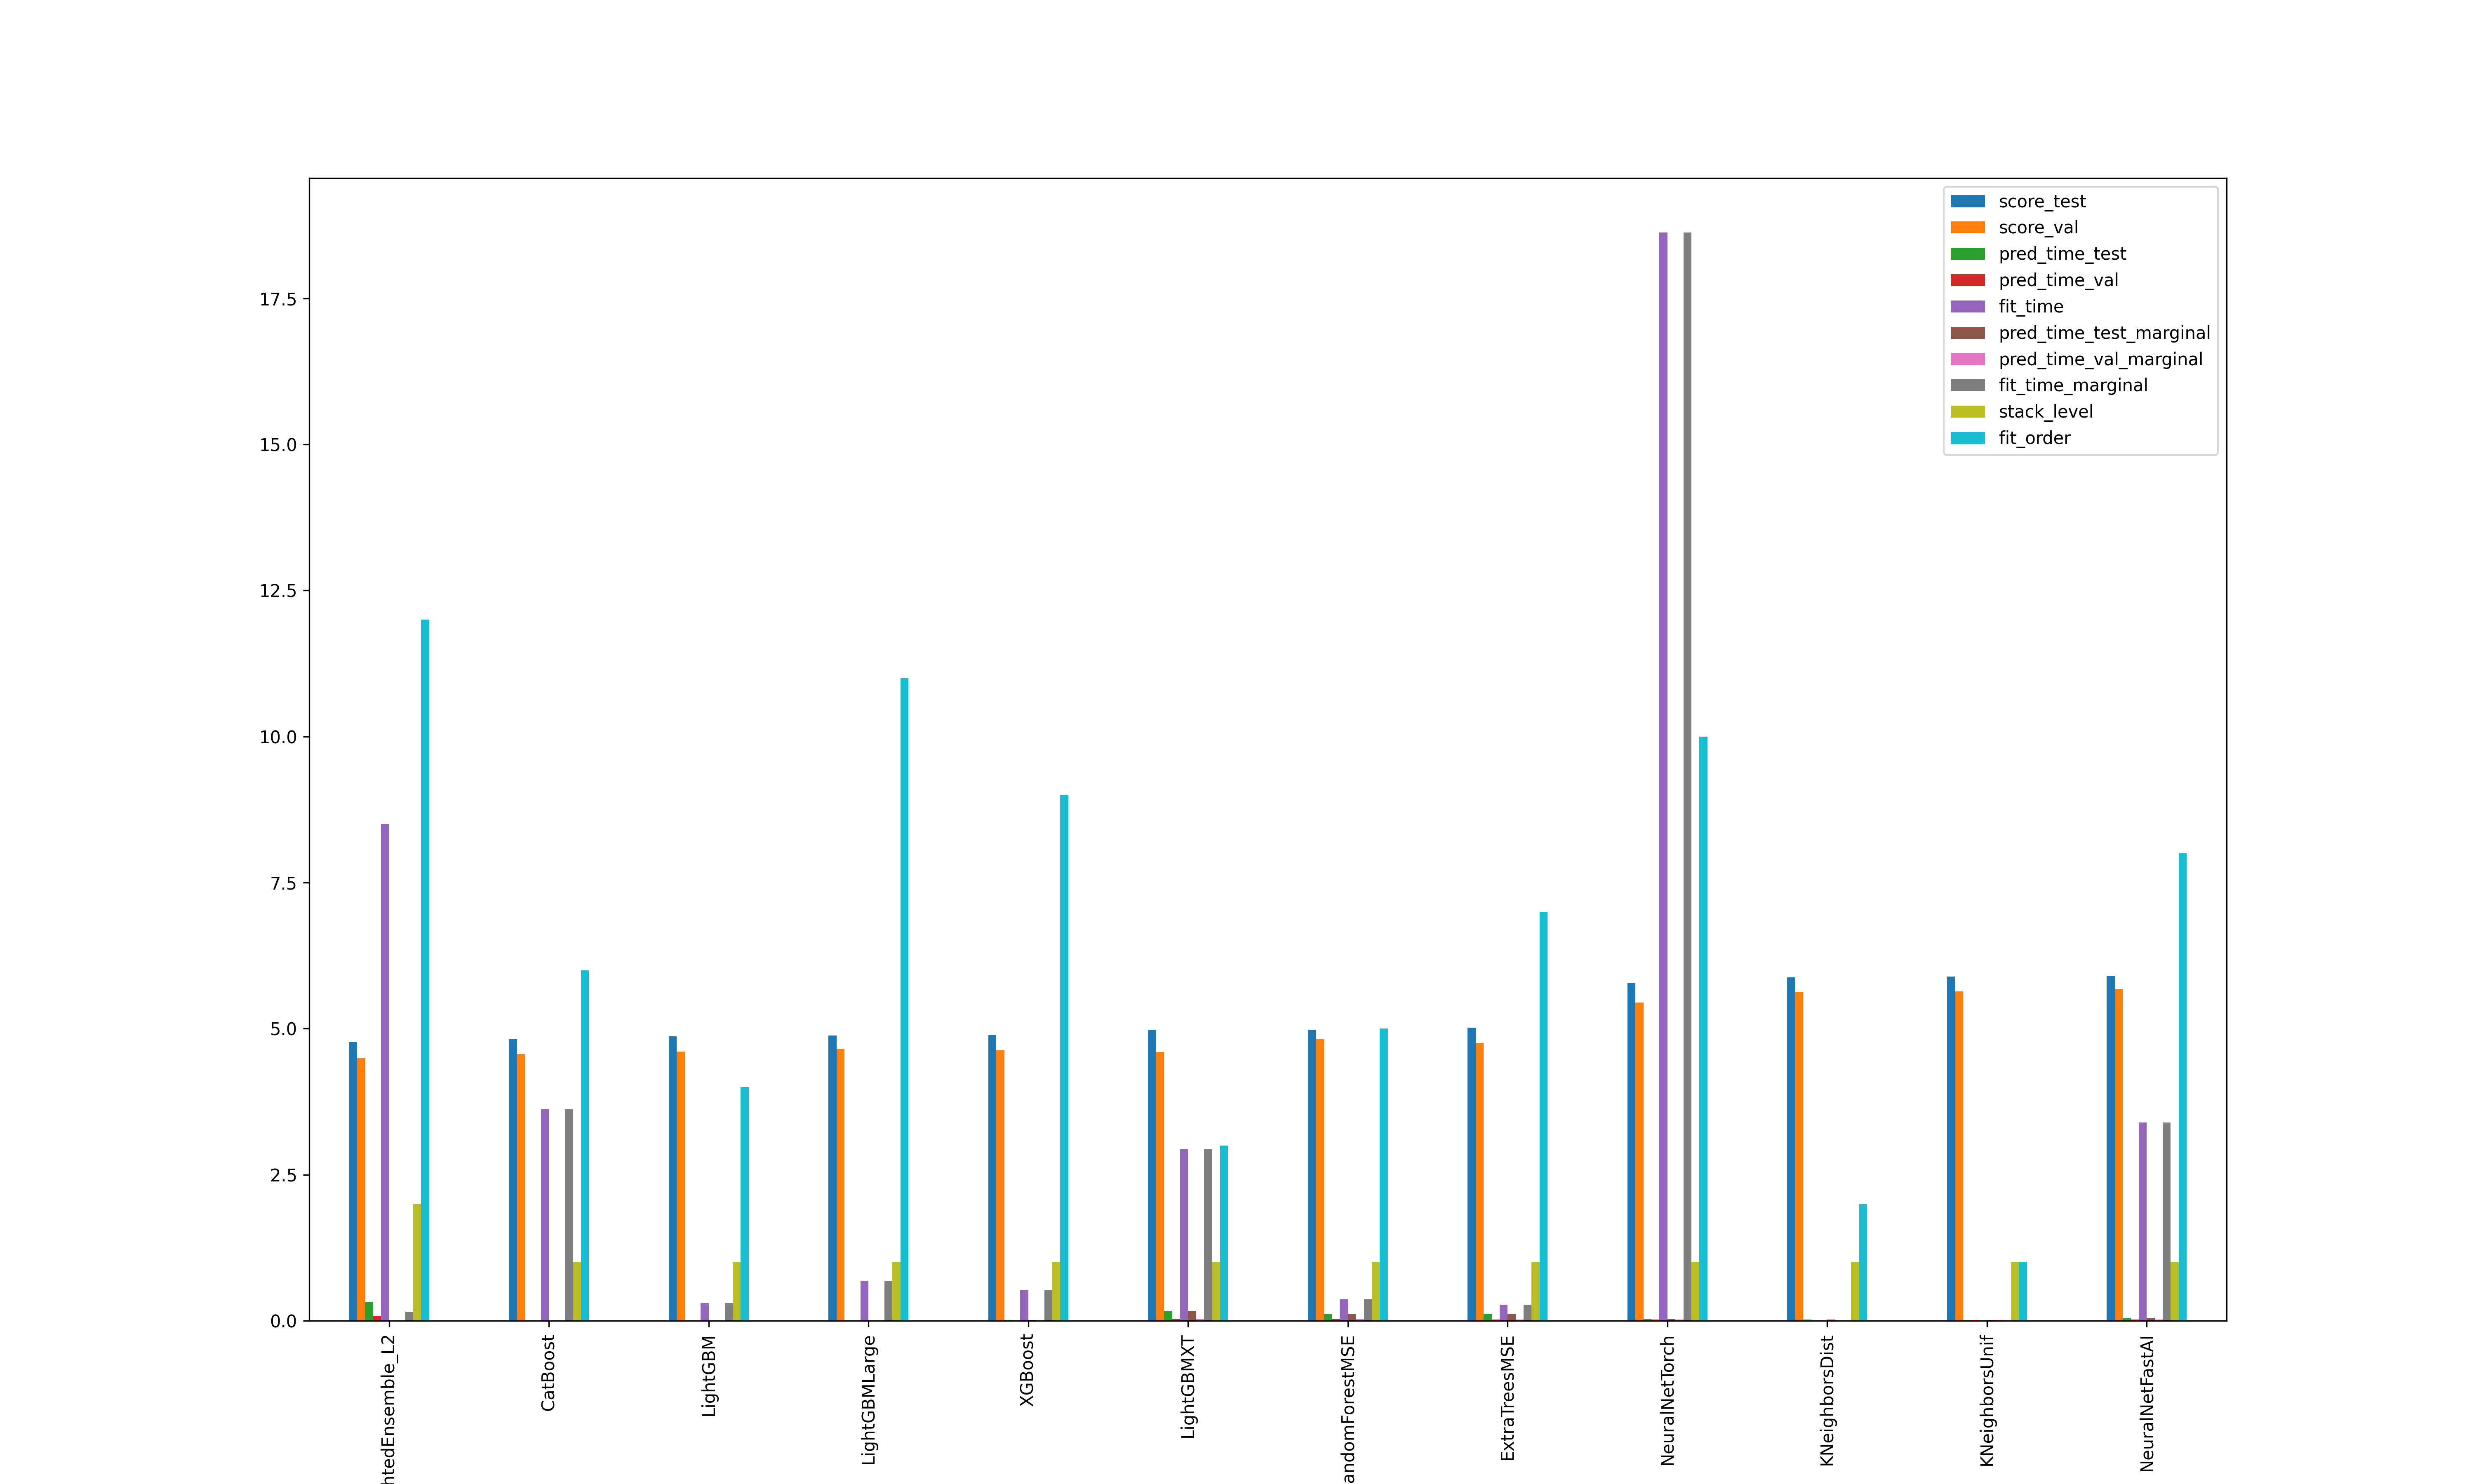 score_test
score_val
pred_time_test
pred_time_val
fit_time
pred_time_test_marginal
pred_time_val_marginal
fit_time_marginal
stack_level
fit_order
17.5
15.0
12.5
10.0
7.5
5.0
2.5
0.0
htedEnsemble_L2
CatBoost
LightGBM
LightGBMLarge
XGBoost
LightGBMXT
andomForestMSE
ExtraTreesMSE
NeuralNetTorch
KNeighborsDist
KNeighborsUnif
NeuralNetFastAI